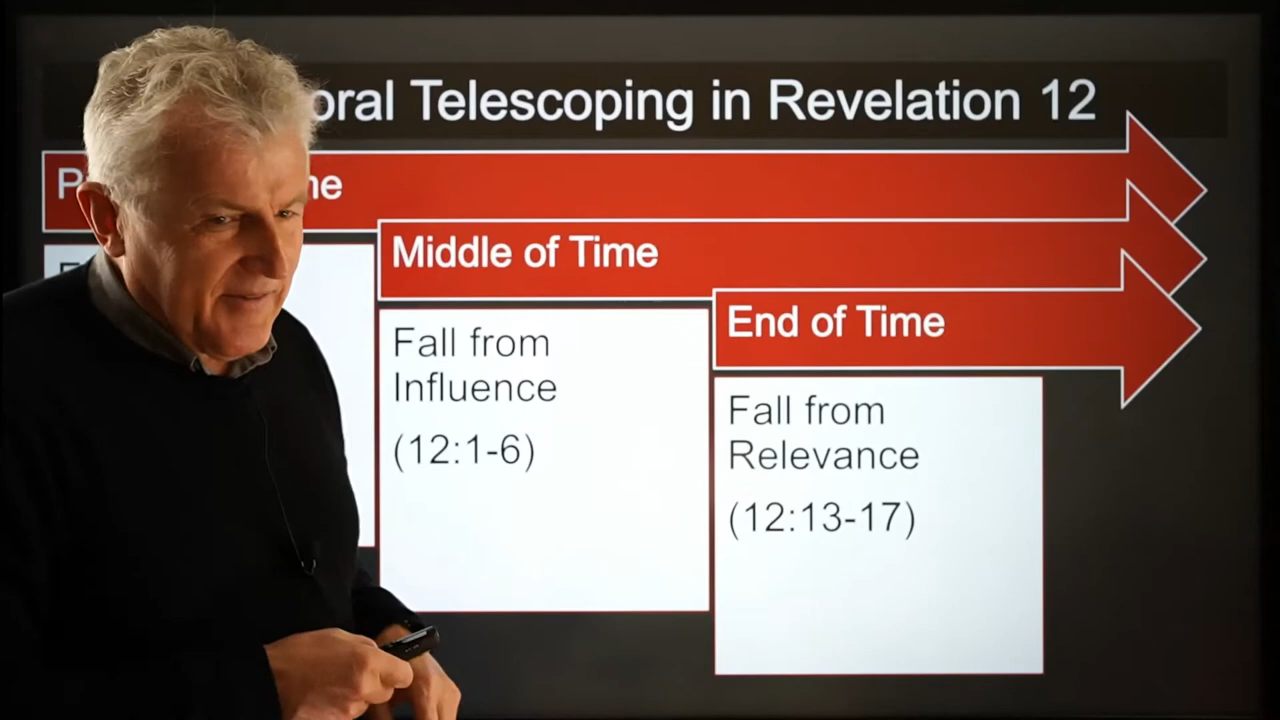 oral Telescoping in Revelation 12
P ne
Middle of Time
End of Time
Fall from
Influence
(12:1-6)
Fall from
Relevance
(12:13-17)